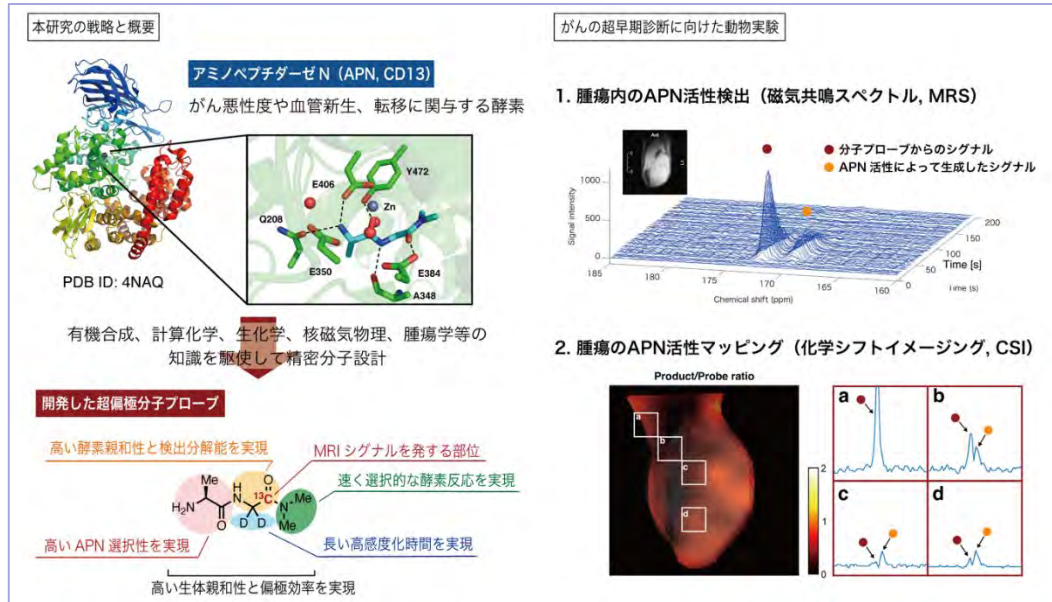 本研究の戦略と概要
アミノペプチダーゼ N（APN, CD13）
がん悪性度や血管新生、転移に関与する酵素
Y472
E406
Zn
Q208
E350
E384
A348
PDB ID: 4NAQ
有機合成、計算化学、生化学、核磁気物理、腫瘍学等の
知識を駆使して精密分子設計
開発した超偏極分子プローブ
高い酵素親和性と検出分解能を実現
MRI シグナルを発する部位
速く選択的な酵素反応を実現
Me
H
N
O
13C
Me
H2N
N
O
D D
Me
高い APN 選択性を実現
長い高感度化時間を実現
高い生体親和性と偏極効率を実現
がんの超早期診断に向けた動物実験
1. 腫瘍内のAPN活性検出（磁気共鳴スペクトル, MRS）
分子プローブからのシグナル
APN 活性によって生成したシグナル
Signal intensity
1000
500
0
185
180
175
170
165
160
Chemical shift (ppm)
0
50
100
150
200
Time [s]
Time (s)
2. 腫瘍のAPN活性マッピング（化学シフトイメージング, CSI）
Product/Probe ratio
a
b
c
d
2
1
0
a
b
c
d